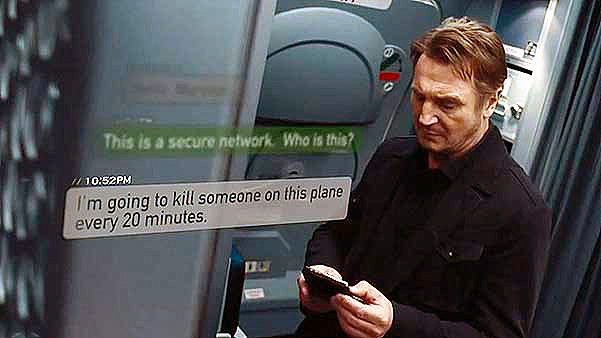 This is a secure network. Who is this?
// 10:52PM
I'm going to kill someone on this plane
every 20 minutes.